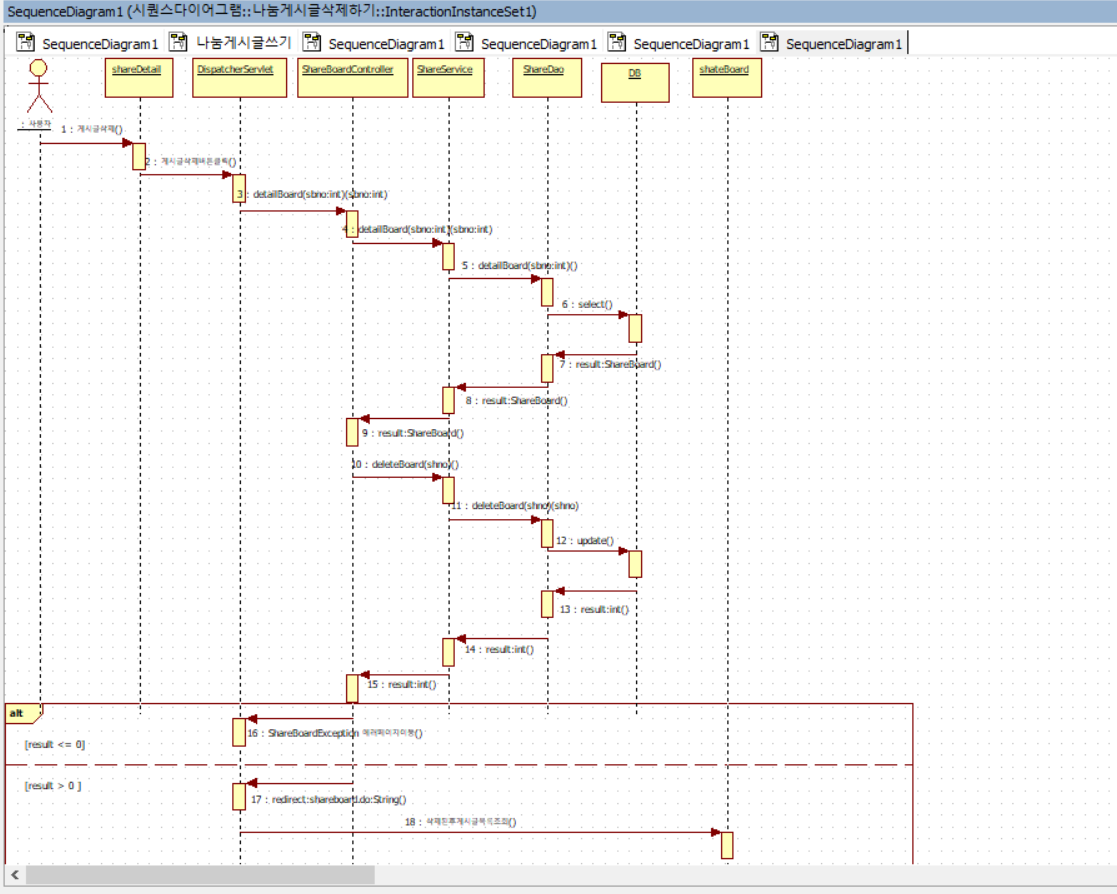 SequenceDiagram1 (시퀀스다이어그램::나눔게시글삭제하기::InteractionInstanceSet1)
SequenceDiagram1 나눔게시글쓰기 SequenceDiagram1 SequenceDiagram1 SequenceDiagram1 SequenceDiagram1
shareDetail DispatcherServlet ShareBoardController ShareService ShareDao DB shateBoard
: 사용자
1 : 게시글삭제()
2 : 게시글삭제버튼클릭()
3 : detailBoard(sbno:int)(sbno:int)
4 : detailBoard(sbno:int)(sbno:int)
5 : detailBoard(sbno:int)()
6 : select()
7 : result:ShareBoard()
8 : result:ShareBoard()
9 : result:ShareBoard()
10 : deleteBoard(shno)()
11 : deleteBoard(shno)(shno)
12 : update()
13 : result:int()
14 : result:int()
15 : result:int()
alt
16 : ShareBoardException 에러페이지이동()
[result <= 0]
[result > 0 ]
17 : redirect:shareboard.do:String()
18 : 삭제된후게시글목록조회()